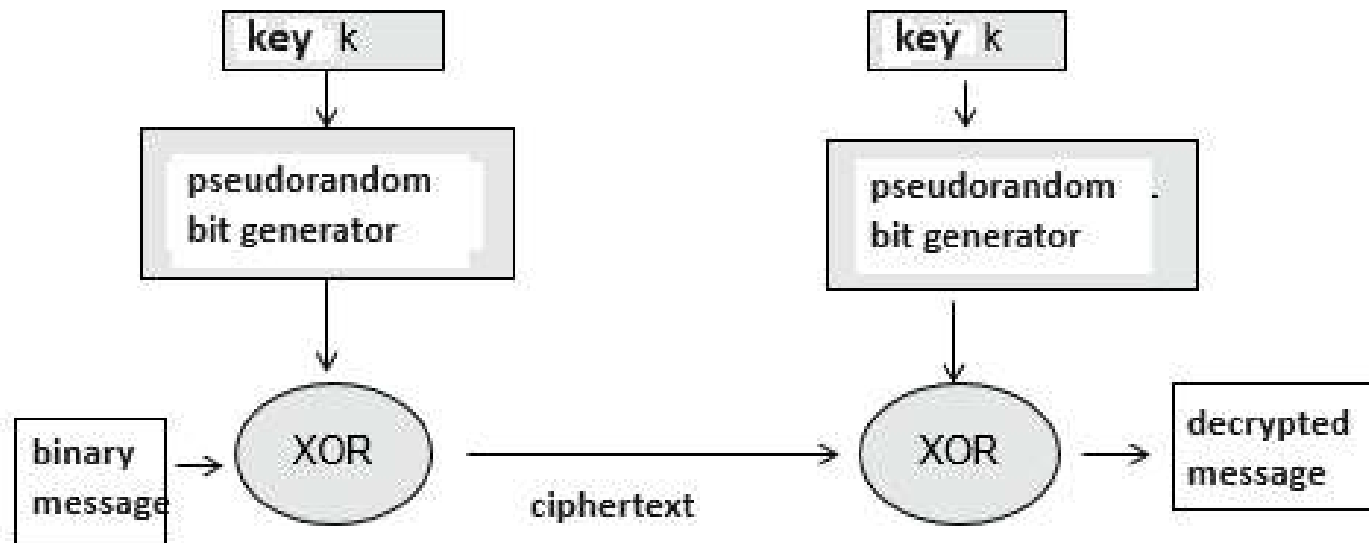 key k
key k
pseudorandom
bit generator
pseudorandom
bit generator
binary
message
XOR
ciphertext
XOR
decrypted
message